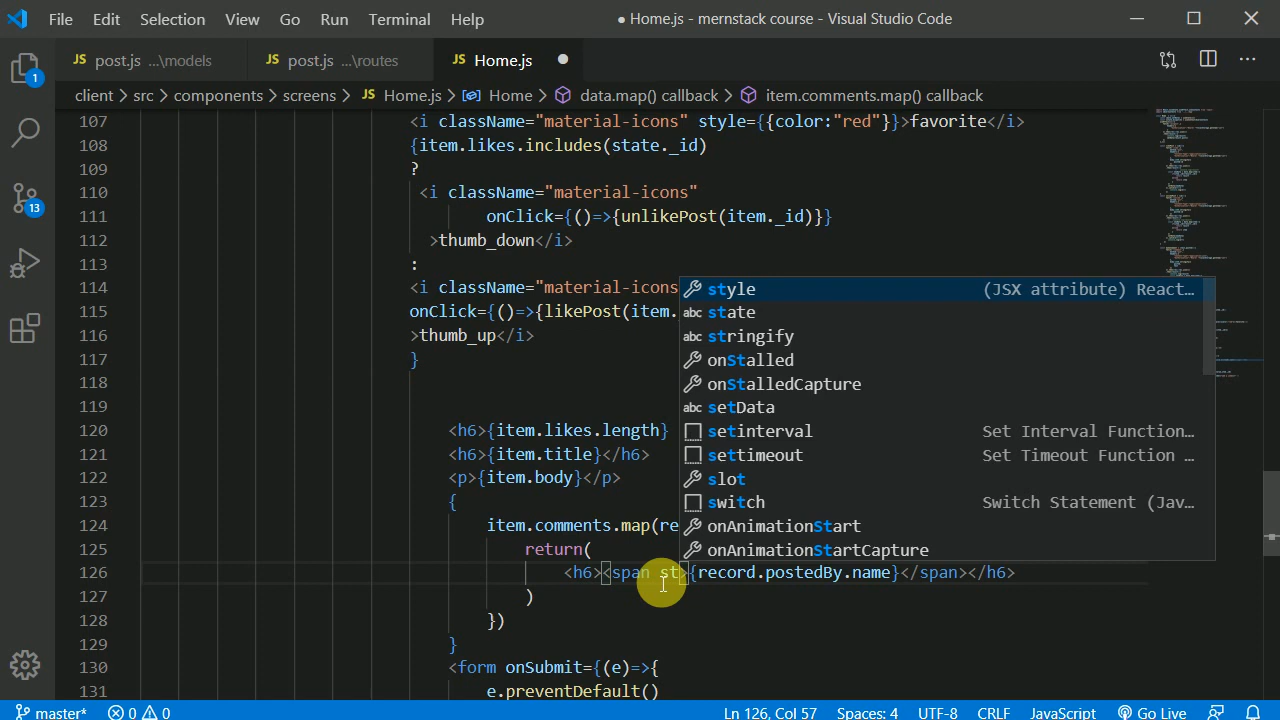 File Edit Selection View Go Run Terminal Help ● Home.js - mernstack course - Visual Studio Code
JS post.js ...\models JS post.js ...\routes JS Home.js
client > src > components > screens > JS Home.js > Home > data.map() callback > item.comments.map() callback
1
13
107 <i className="material-icons" style={{color:"red"}}>favorite</i>
108 {item.likes.includes(state._id)
109 ?
110 <i className="material-icons"
111 onClick={()=>{unlikePost(item._id)}}
112 >thumb_down</i>
113 :
114 <i className="material-icons
115 onClick={()=>{likePost(item.
116 >thumb_up</i>
117 }
118
119
120 <h6>{item.likes.length}
121 <h6>{item.title}</h6>
122 <p>{item.body}</p>
123 {
124 item.comments.map(re
125 return(
126 <h6><span st>{record.postedBy.name}</span></h6>
127 )
128 })
129 }
130 <form onSubmit={(e)=>{
131 e.preventDefault()
style (JSX attribute) React...
abc state
abc stringify
onStalled
onStalledCapture
abc setData
setinterval Set Interval Function...
settimeout Set Timeout Function ...
slot
switch Switch Statement (Jav...
onAnimationStart
onAnimationStartCapture
master* 0 0 Ln 126, Col 57 Spaces: 4 UTF-8 CRLF JavaScript Go Live